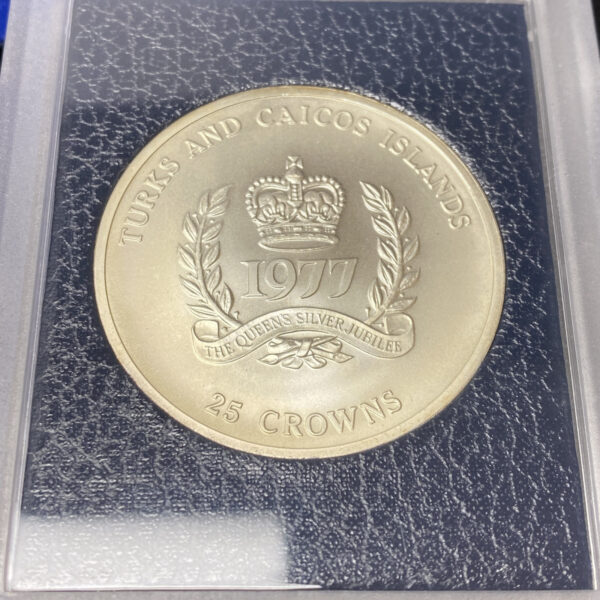 TURKS AND CAICOS ISLANDS
1977
THE QUEEN'S SILVER JUBILEE
25 CROWNS